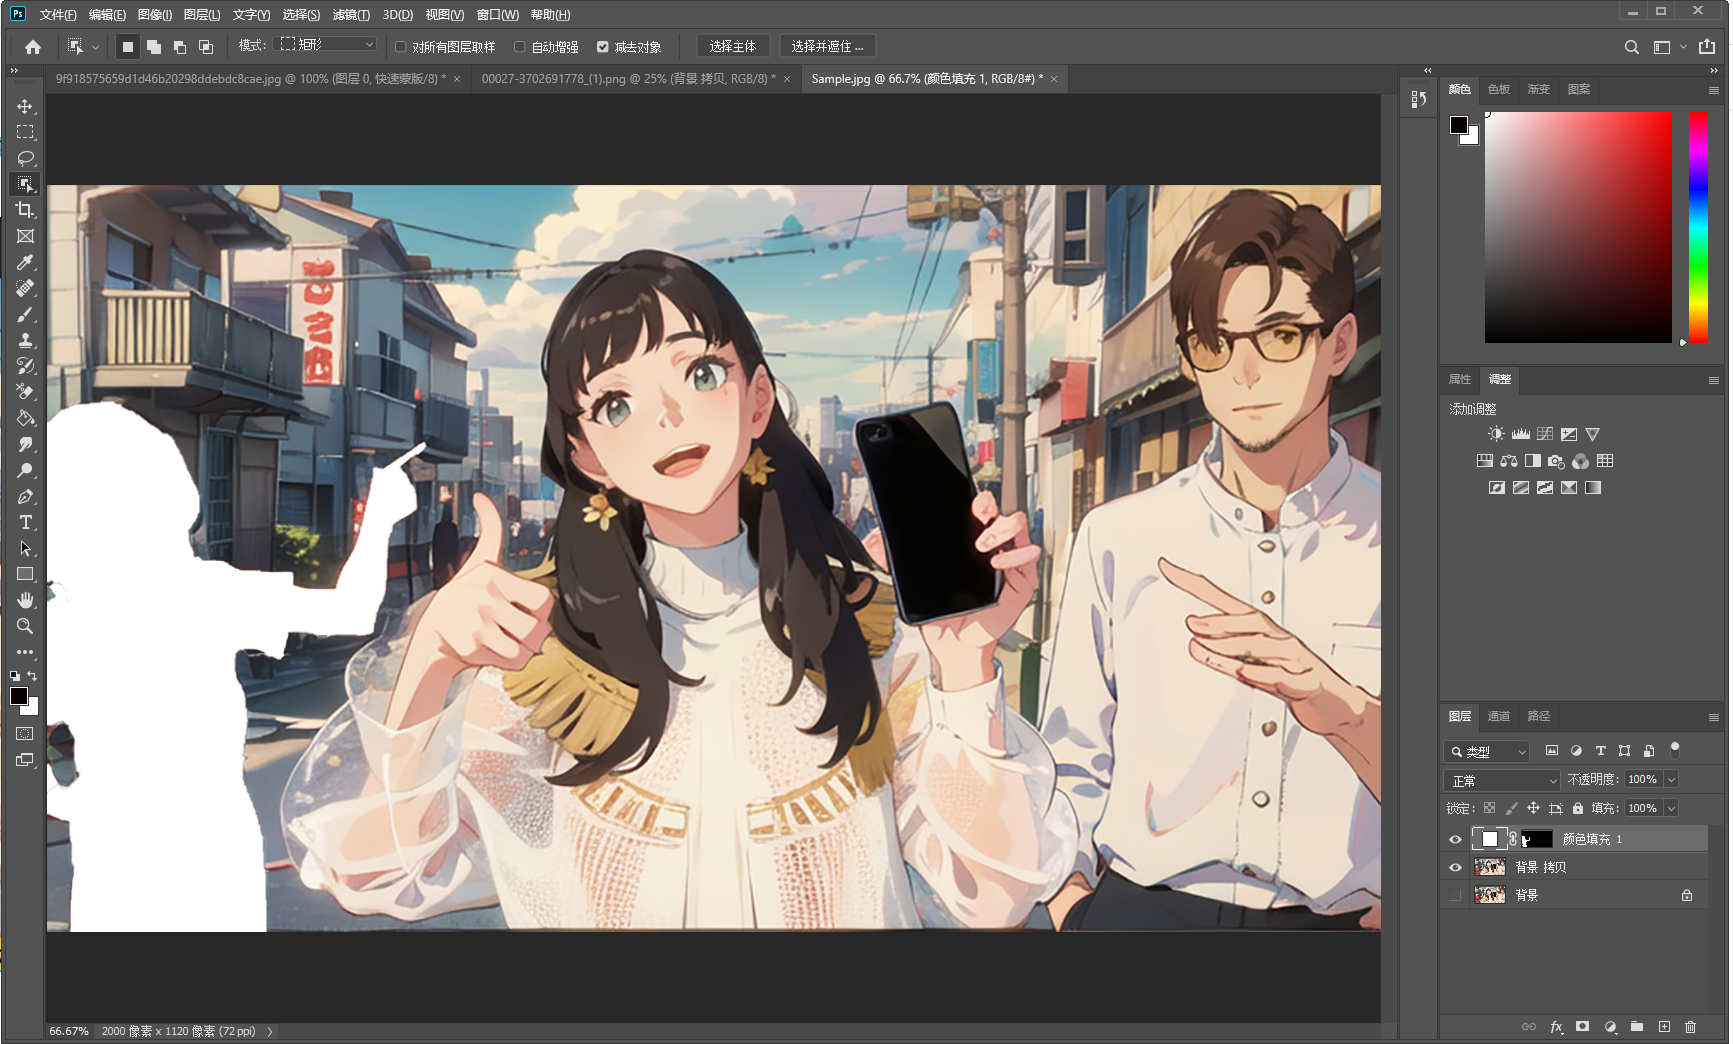 Ps 文件(F) 编辑(E) 图像(I) 图层(L) 文字(Y) 选择(S) 滤镜(T) 3D(D) 视图(V) 窗口(W) 帮助(H)
模式: 矩形 对所有图层取样 自动增强 减去对象 选择主体 选择并遮住 ...
9f918575659d1d46b20298ddebdc8cae.jpg @ 100% (图层 0, 快速蒙版/8) * × 00027-3702691778_(1).png @ 25% (背景 拷贝, RGB/8) * × Sample.jpg @ 66.7% (颜色填充 1, RGB/8#) * ×
颜色 色板 渐变 图案
属性 调整
添加调整
图层 通道 路径
类型
正常 不透明度: 100%
锁定: 填充: 100%
颜色填充 1
背景 拷贝
背景
66.67% 2000 像素 x 1120 像素 (72 ppi)